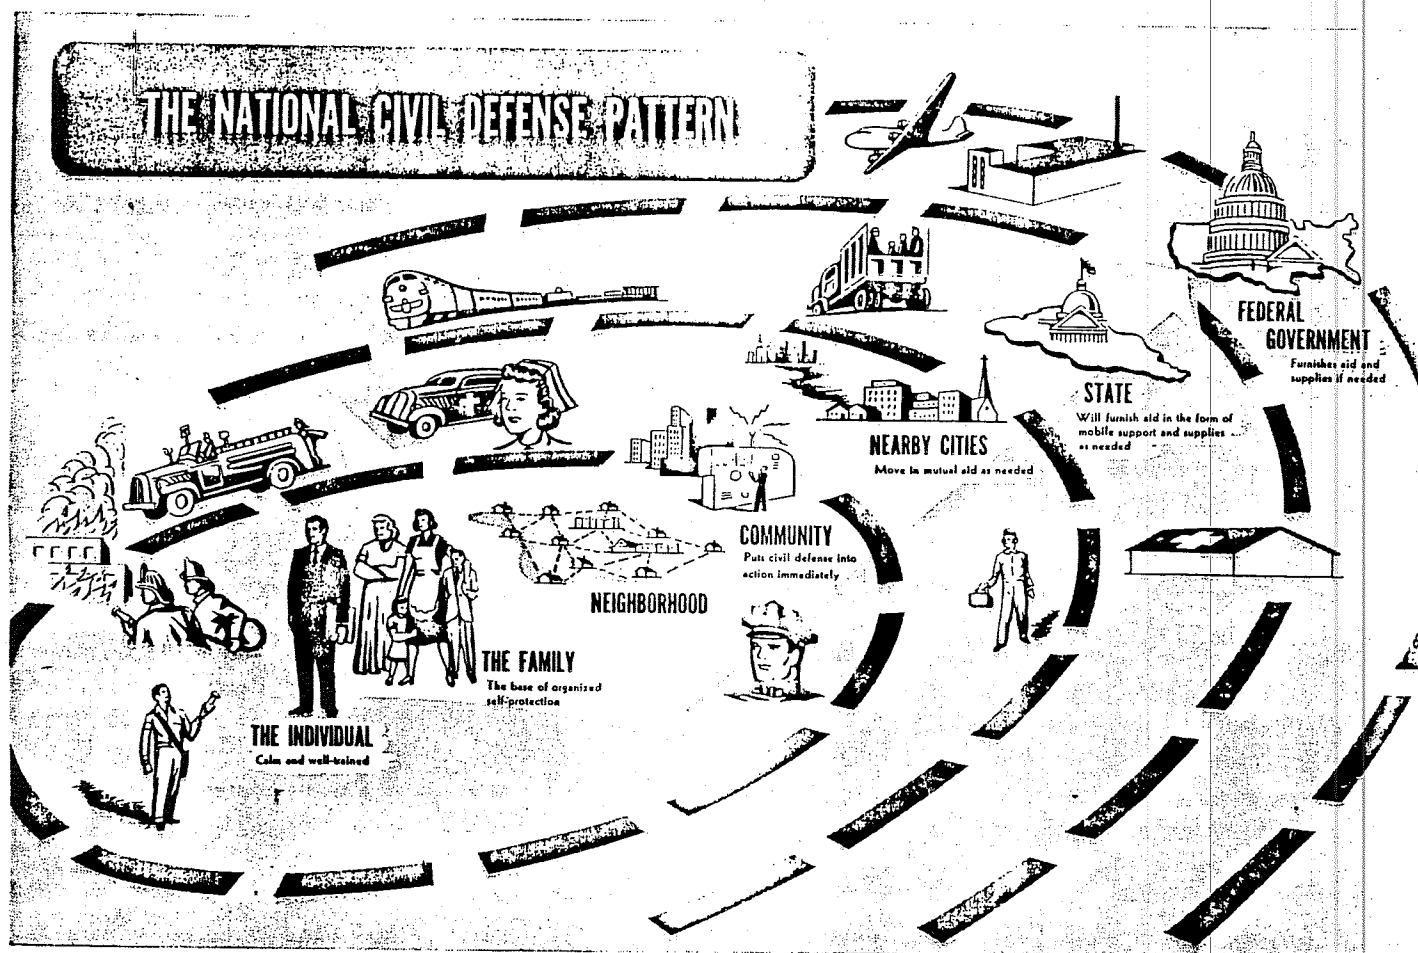 THE NATIONAL CIVIL DEFENSE PATTERN
FEDERAL
GOVERNMENT
Furnishes aid and
supplies if needed
STATE
Will furnish aid in the form of
mobile support and supplies ...
as needed
NEARBY CITIES
Move in mutual aid as needed
COMMUNITY
Puts civil defense into
action immediately
NEIGHBORHOOD
THE FAMILY
The base of organized
self-protection
THE INDIVIDUAL
Calm and well-trained